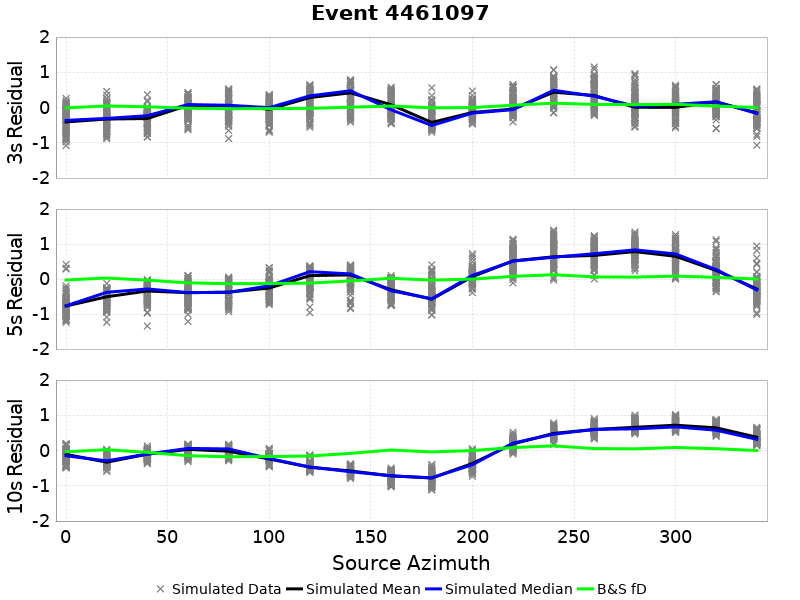 Event 4461097
3s Residual
2
1
0
-1
-2
5s Residual
2
1
0
-1
-2
10s Residual
2
1
0
-1
-2
0 50 100 150 200 250 300
Source Azimuth
Simulated Data Simulated Mean Simulated Median B&S fD